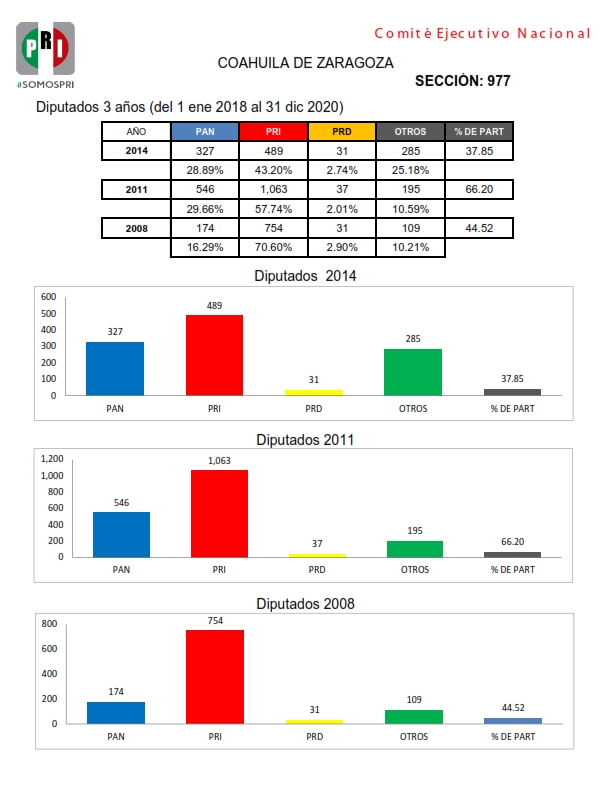 PRI
#SOMOSPRI
Comité Ejecutivo Nacional
COAHUILA DE ZARAGOZA
SECCIÓN: 977
Diputados 3 años (del 1 ene 2018 al 31 dic 2020)
AÑO PAN PRI PRD OTROS % DE PART
2014 327 489 31 285 37.85
28.89% 43.20% 2.74% 25.18%
2011 546 1,063 37 195 66.20
29.66% 57.74% 2.01% 10.59%
2008 174 754 31 109 44.52
16.29% 70.60% 2.90% 10.21%
Diputados 2014
600
500
400
300
200
100
0
327
489
31
285
37.85
PAN PRI PRD OTROS % DE PART
Diputados 2011
1,200
1,000
800
600
400
200
0
546
1,063
37
195
66.20
PAN PRI PRD OTROS % DE PART
Diputados 2008
800
600
400
200
0
174
754
31
109
44.52
PAN PRI PRD OTROS % DE PART